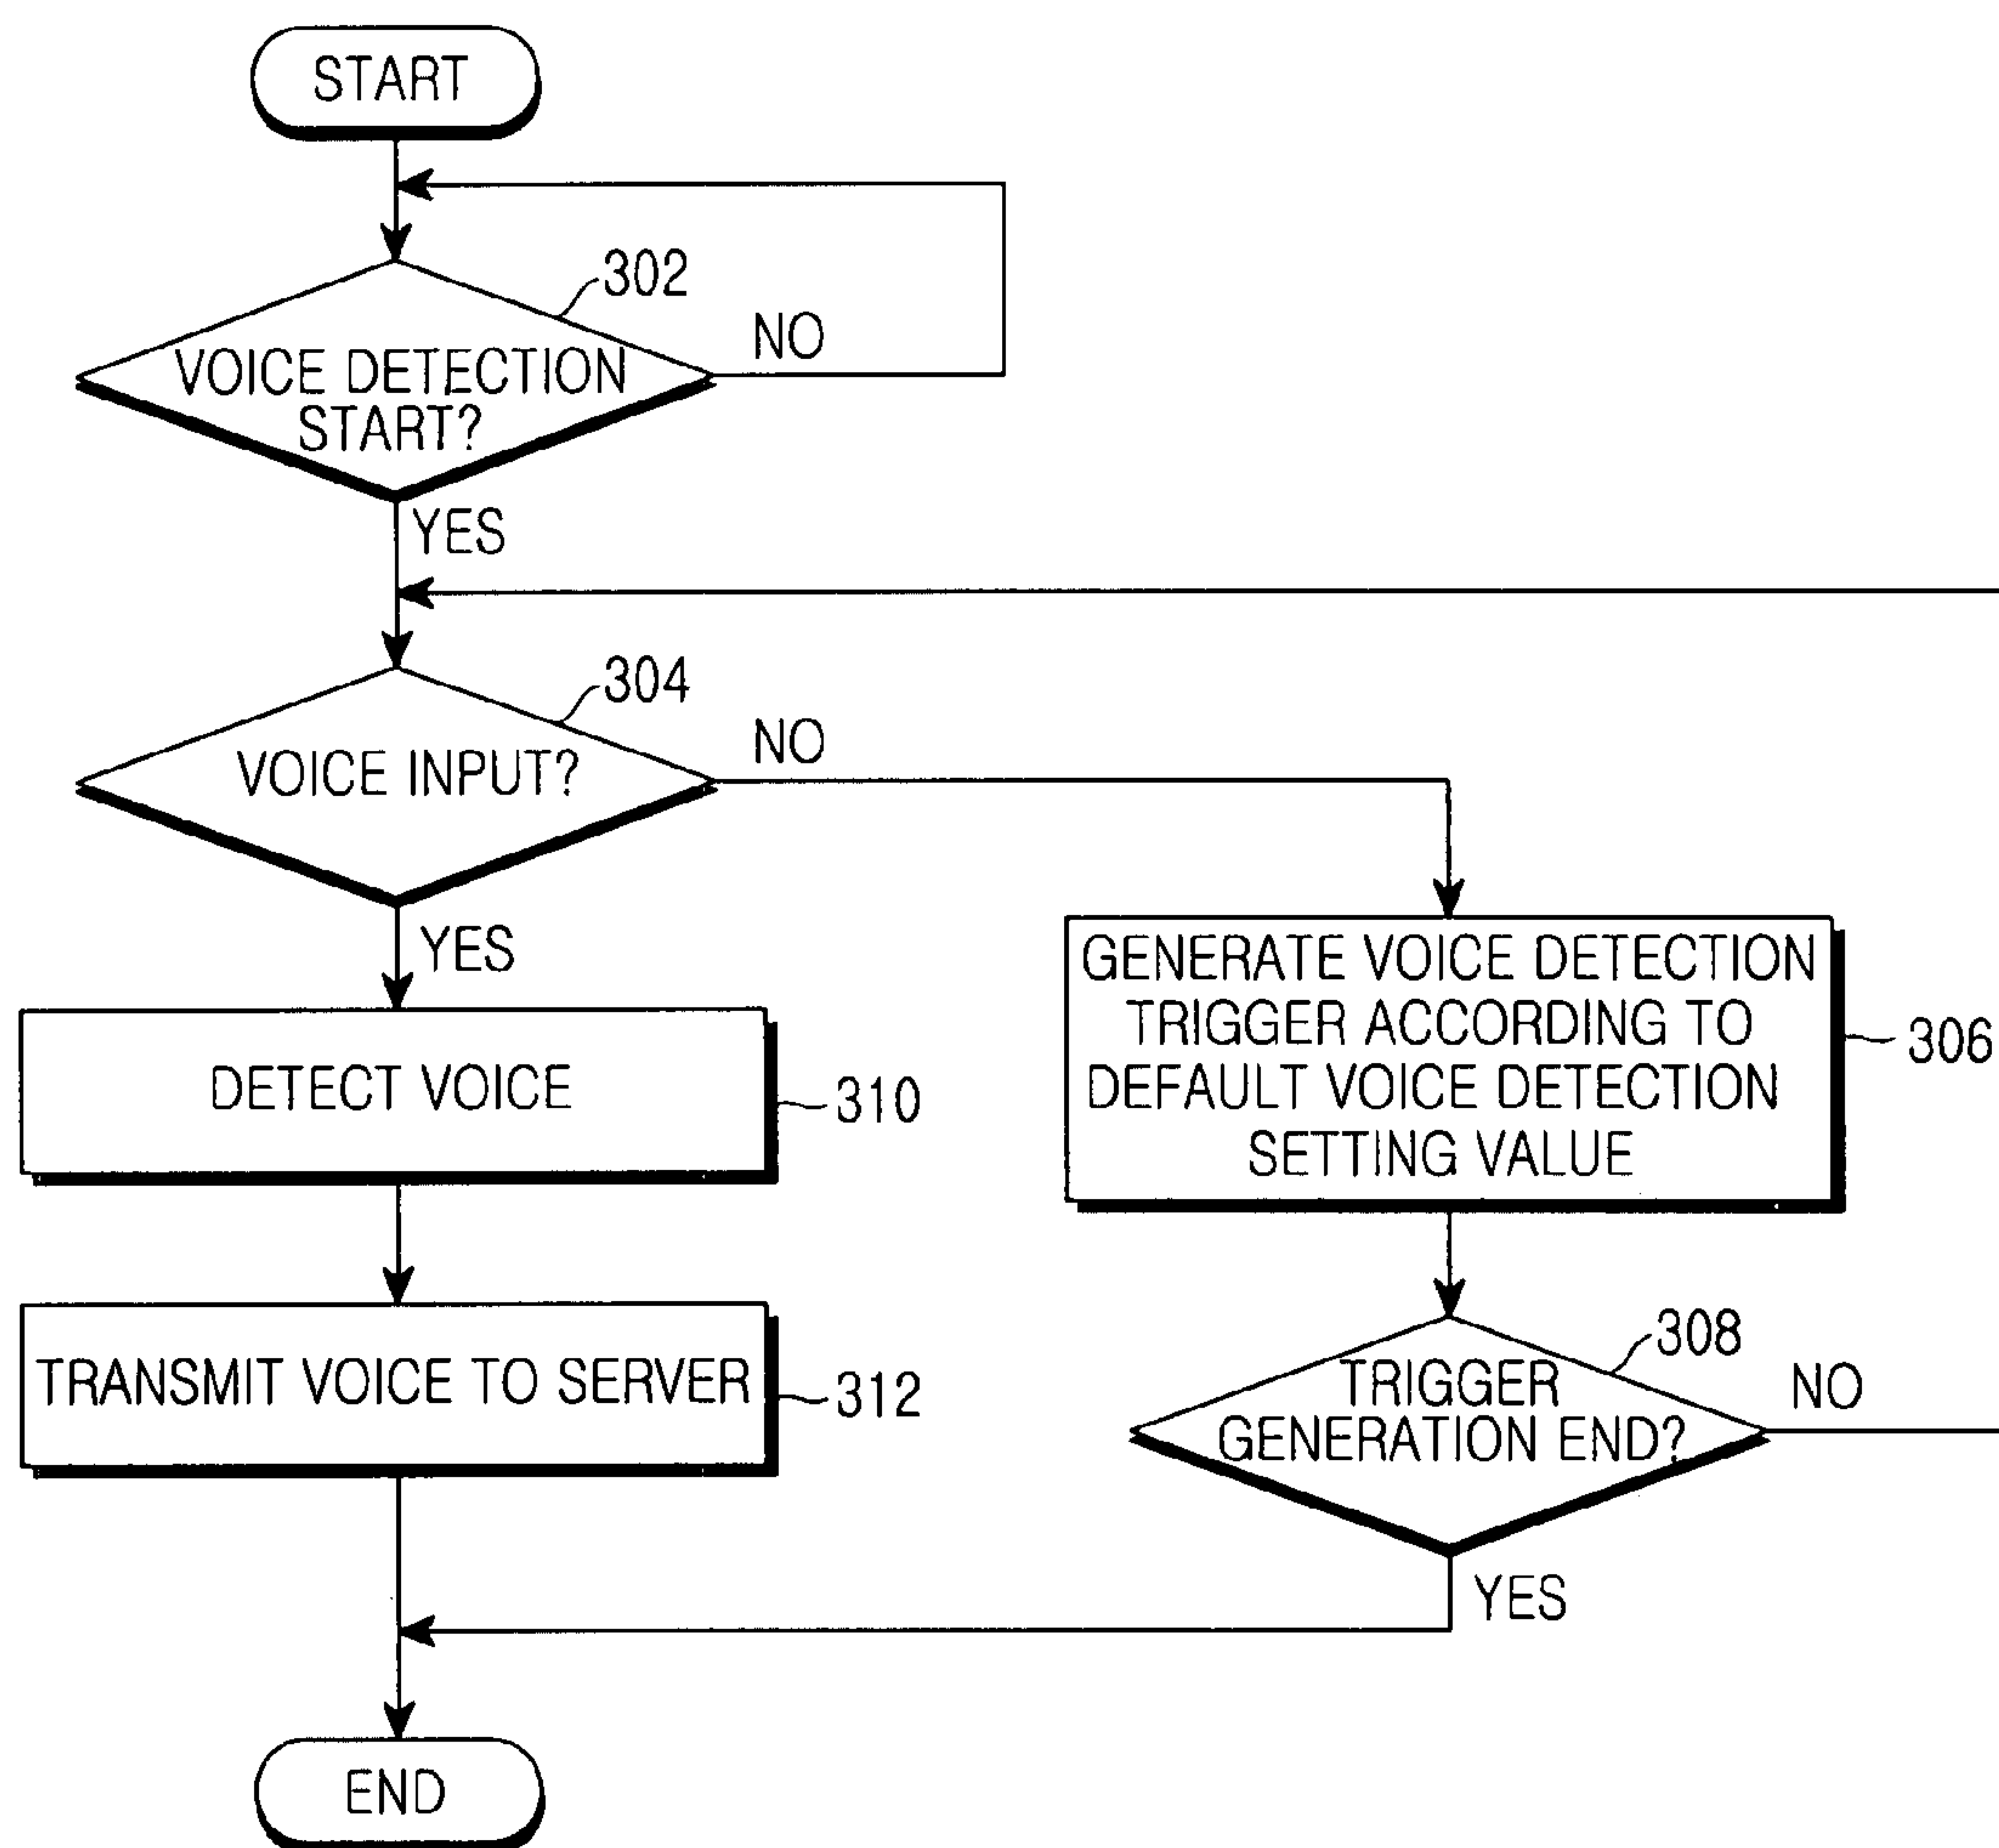 START
302
NO
VOICE DETECTION
START?
YES
304
NO
VOICE INPUT?
YES
GENERATE VOICE DETECTION
TRIGGER ACCORDING TO
DEFAULT VOICE DETECTION
SETTING VALUE
306
DETECT VOICE
310
308
TRIGGER
GENERATION END?
NO
TRANSMIT VOICE TO SERVER
312
YES
END